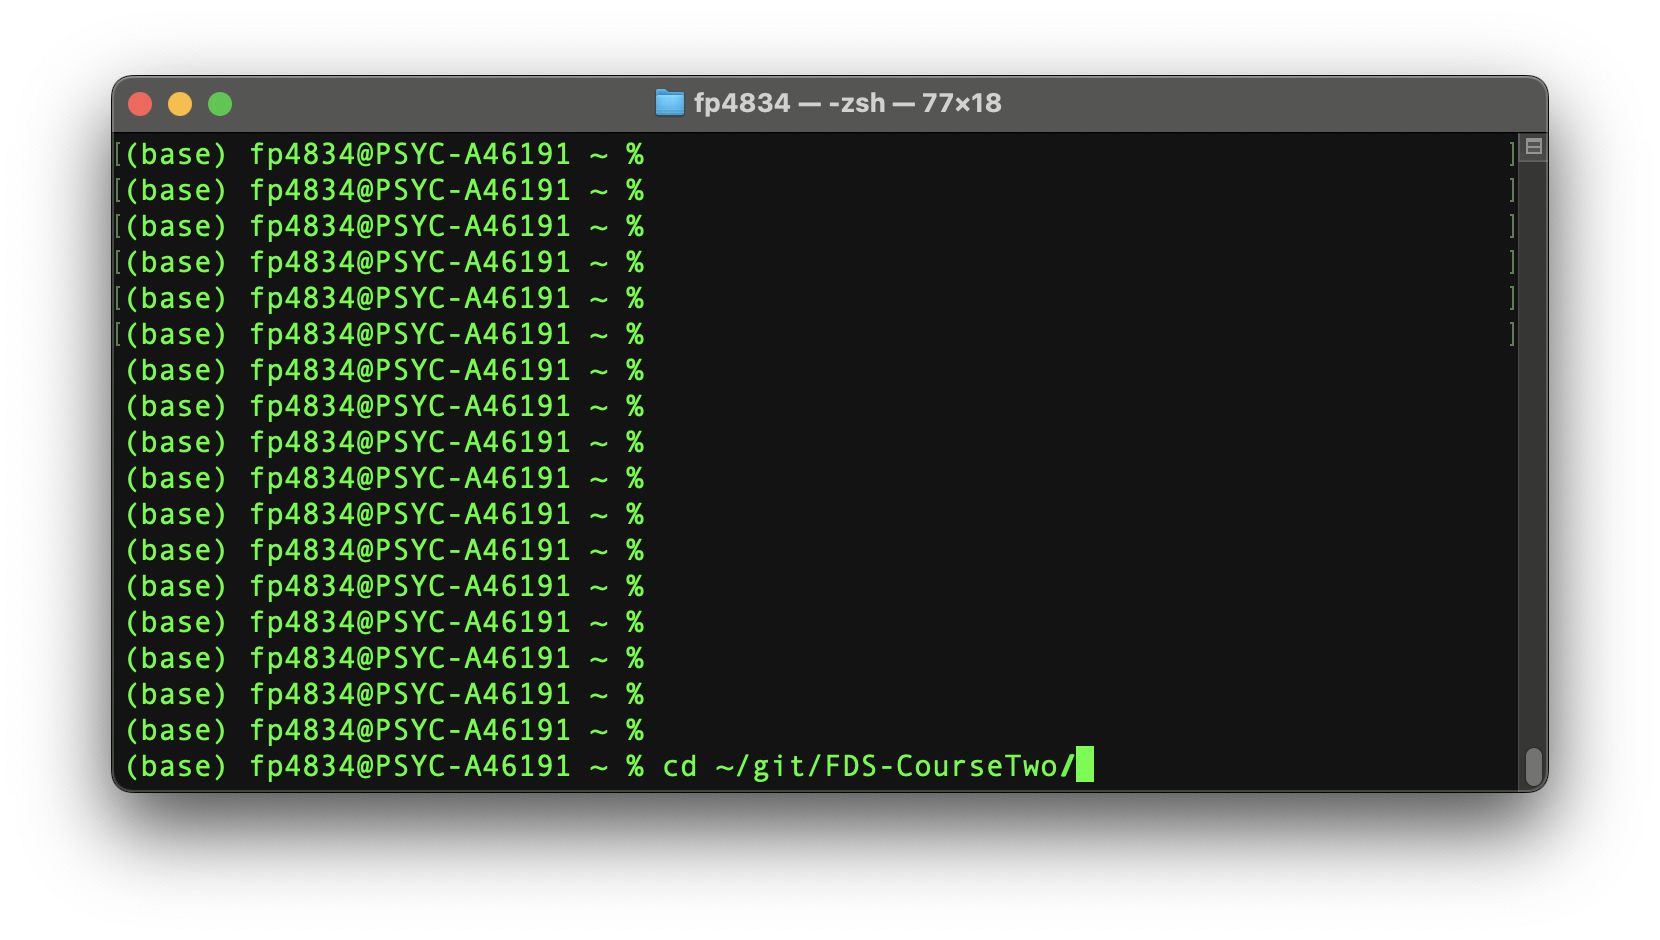 fp4834 — -zsh — 77×18
[(base) fp4834@PSYC-A46191 ~ % ]
[(base) fp4834@PSYC-A46191 ~ % ]
[(base) fp4834@PSYC-A46191 ~ % ]
[(base) fp4834@PSYC-A46191 ~ % ]
[(base) fp4834@PSYC-A46191 ~ % ]
[(base) fp4834@PSYC-A46191 ~ % ]
(base) fp4834@PSYC-A46191 ~ %
(base) fp4834@PSYC-A46191 ~ %
(base) fp4834@PSYC-A46191 ~ %
(base) fp4834@PSYC-A46191 ~ %
(base) fp4834@PSYC-A46191 ~ %
(base) fp4834@PSYC-A46191 ~ %
(base) fp4834@PSYC-A46191 ~ %
(base) fp4834@PSYC-A46191 ~ %
(base) fp4834@PSYC-A46191 ~ %
(base) fp4834@PSYC-A46191 ~ %
(base) fp4834@PSYC-A46191 ~ %
(base) fp4834@PSYC-A46191 ~ % cd ~/git/FDS-CourseTwo/